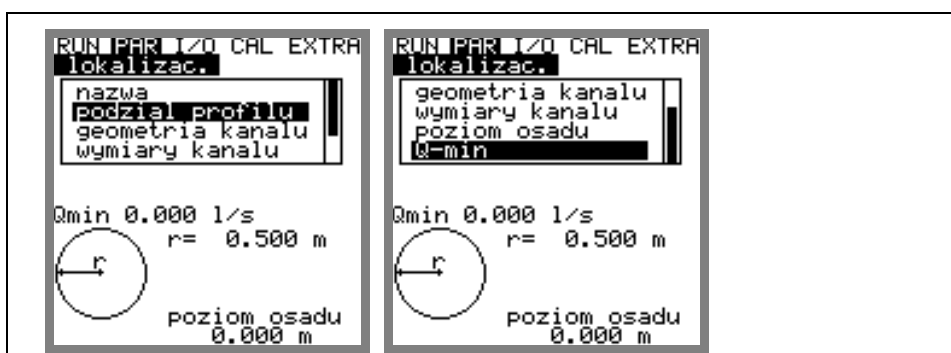 RUN PAR I/O CAL EXTRA
lokalizac.
nazwa
podzial profilu
geometria kanalu
wymiary kanalu
Qmin 0.000 l/s
r= 0.500 m
r
poziom osadu
0.000 m
RUN PAR I/O CAL EXTRA
lokalizac.
geometria kanalu
wymiary kanalu
poziom osadu
Q-min
Qmin 0.000 l/s
r= 0.500 m
r
poziom osadu
0.000 m